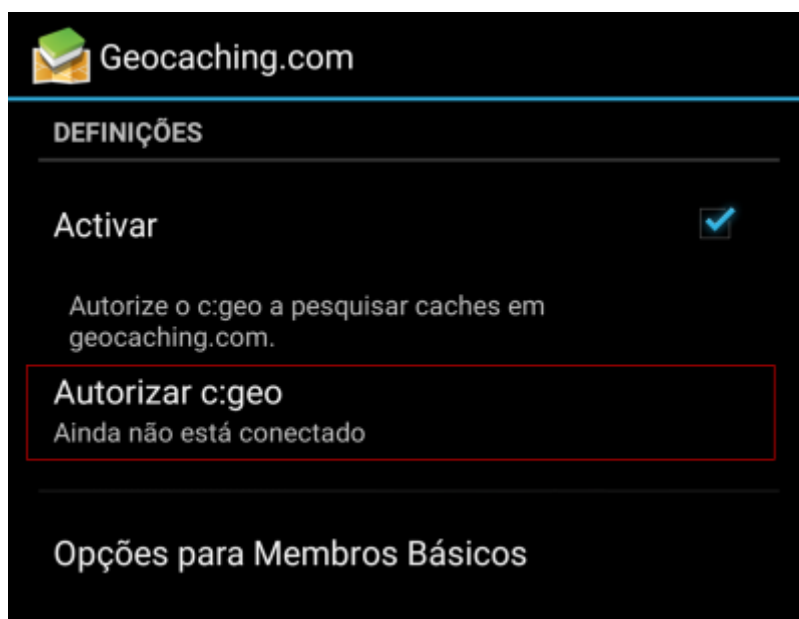 Geocaching.com
DEFINIÇÕES
Activar
Autorize o c:geo a pesquisar caches em
geocaching.com.
Autorizar c:geo
Ainda não está conectado
Opções para Membros Básicos